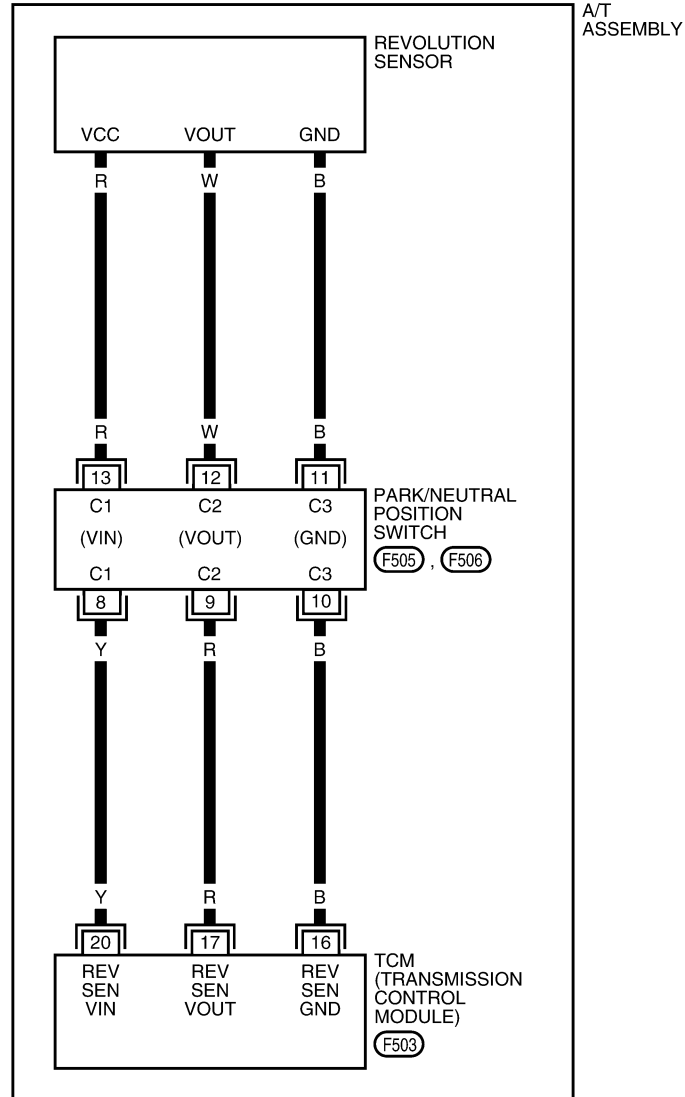 A/T
ASSEMBLY
REVOLUTION
SENSOR
VCC VOUT GND
R W B
R W B
13 12 11
C1 C2 C3
(VIN) (VOUT) (GND)
C1 C2 C3
PARK/NEUTRAL
POSITION
SWITCH
F505 , F506
8 9 10
Y R B
Y R B
20 17 16
REV REV REV
SEN SEN SEN
VIN VOUT GND
TCM
(TRANSMISSION
CONTROL
MODULE)
F503